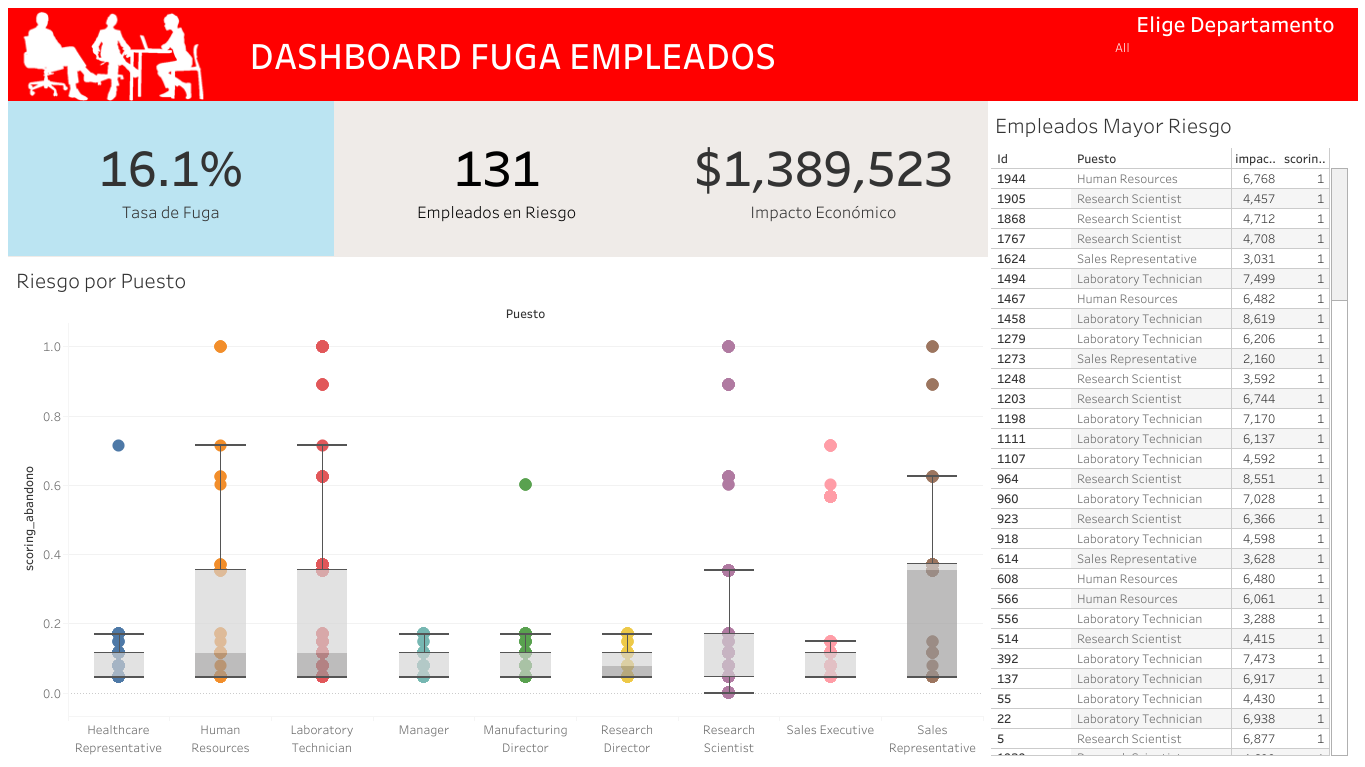 DASHBOARD FUGA EMPLEADOS
Elige Departamento
All
16.1%
Tasa de Fuga
131
Empleados en Riesgo
$1,389,523
Impacto Económico
Empleados Mayor Riesgo
Id Puesto impac.. scorin..
1944 Human Resources 6,768 1
1905 Research Scientist 4,457 1
1868 Research Scientist 4,712 1
1767 Research Scientist 4,708 1
1624 Sales Representative 3,031 1
1494 Laboratory Technician 7,499 1
1467 Human Resources 6,482 1
1458 Laboratory Technician 8,619 1
1279 Laboratory Technician 6,206 1
1273 Sales Representative 2,160 1
1248 Research Scientist 3,592 1
1203 Research Scientist 6,744 1
1198 Laboratory Technician 7,170 1
1111 Laboratory Technician 6,137 1
1107 Laboratory Technician 4,592 1
964 Research Scientist 8,551 1
960 Laboratory Technician 7,028 1
923 Research Scientist 6,366 1
918 Laboratory Technician 4,598 1
614 Sales Representative 3,628 1
608 Human Resources 6,480 1
566 Human Resources 6,061 1
556 Laboratory Technician 3,288 1
514 Research Scientist 4,415 1
392 Laboratory Technician 7,473 1
137 Laboratory Technician 6,917 1
55 Laboratory Technician 4,430 1
22 Laboratory Technician 6,938 1
5 Research Scientist 6,877 1
Riesgo por Puesto
Puesto
scoring_abandono
1.0
0.8
0.6
0.4
0.2
0.0
Healthcare
Representative
Human
Resources
Laboratory
Technician
Manager
Manufacturing
Director
Research
Director
Research
Scientist
Sales Executive
Sales
Representative